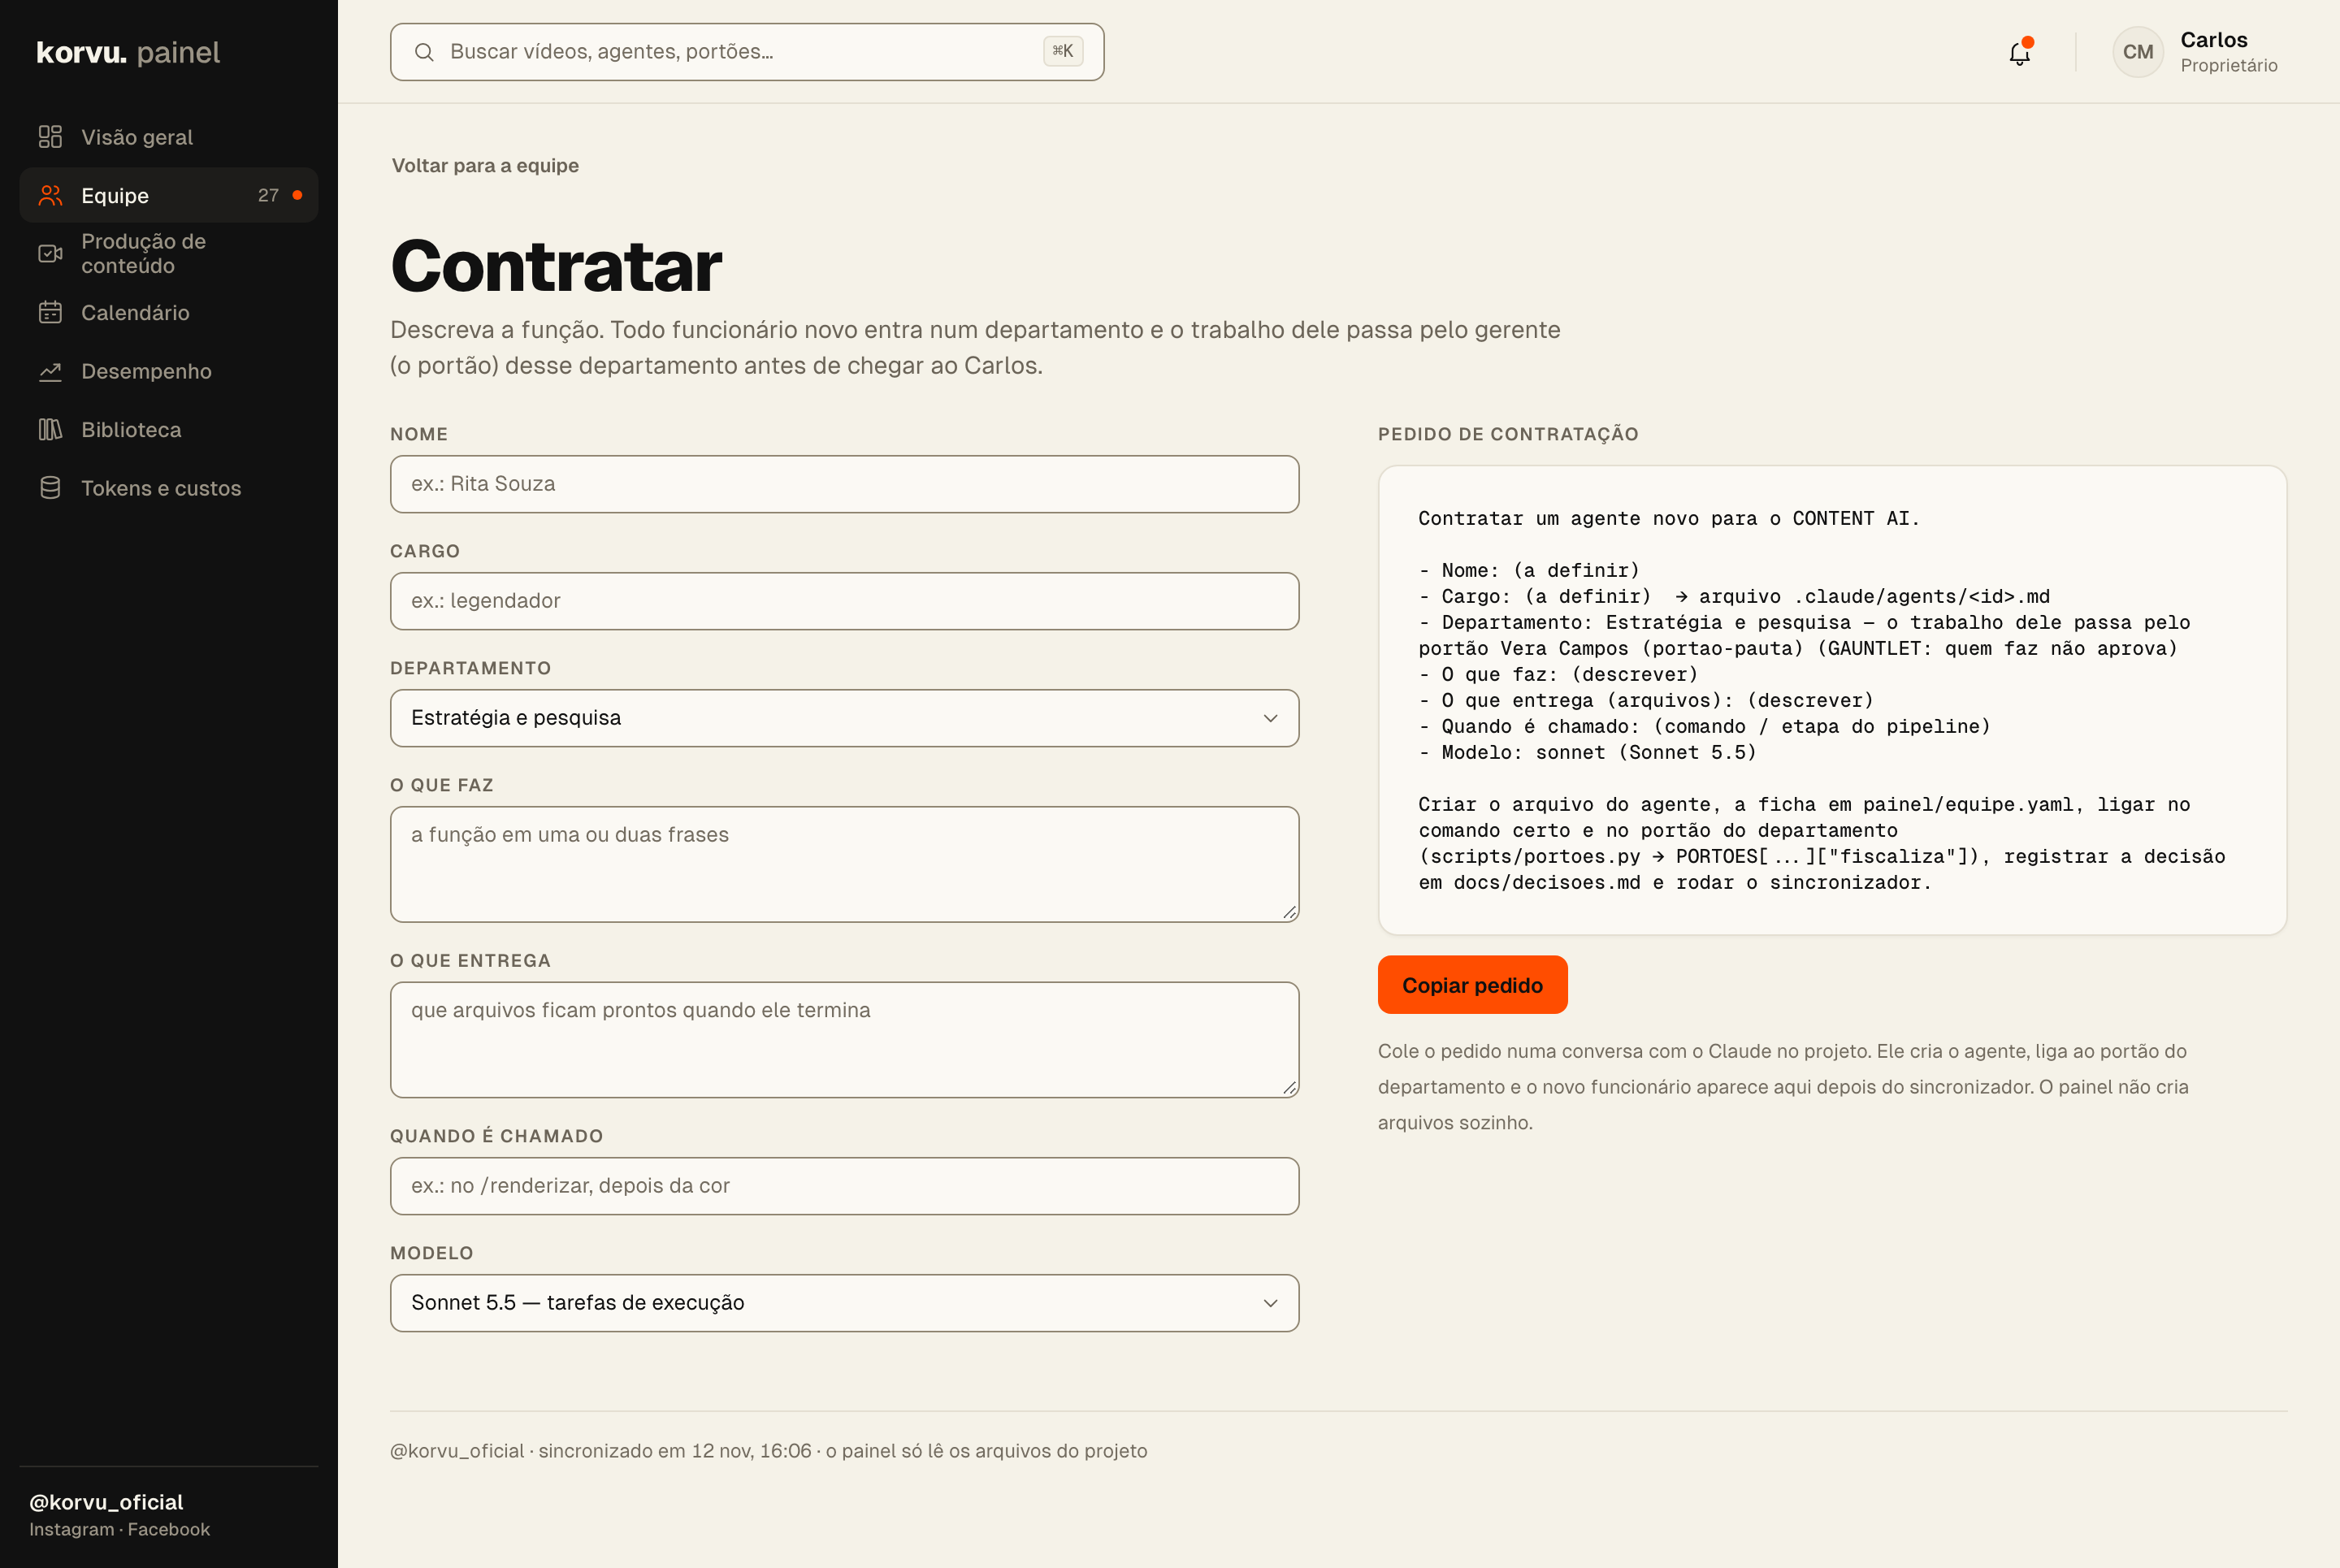 korvu. painel
Visão geral
Equipe 27
Produção de
conteúdo
Calendário
Desempenho
Biblioteca
Tokens e custos
@korvu_oficial
Instagram · Facebook
Buscar vídeos, agentes, portões...
⌘K
CM
Carlos
Proprietário
Voltar para a equipe
Contratar
Descreva a função. Todo funcionário novo entra num departamento e o trabalho dele passa pelo gerente
(o portão) desse departamento antes de chegar ao Carlos.
NOME
ex.: Rita Souza
CARGO
ex.: legendador
DEPARTAMENTO
Estratégia e pesquisa
O QUE FAZ
a função em uma ou duas frases
O QUE ENTREGA
que arquivos ficam prontos quando ele termina
QUANDO É CHAMADO
ex.: no /renderizar, depois da cor
MODELO
Sonnet 5.5 — tarefas de execução
PEDIDO DE CONTRATAÇÃO
Contratar um agente novo para o CONTENT AI.
- Nome: (a definir)
- Cargo: (a definir)  → arquivo .claude/agents/<id>.md
- Departamento: Estratégia e pesquisa — o trabalho dele passa pelo
portão Vera Campos (portao-pauta) (GAUNTLET: quem faz não aprova)
- O que faz: (descrever)
- O que entrega (arquivos): (descrever)
- Quando é chamado: (comando / etapa do pipeline)
- Modelo: sonnet (Sonnet 5.5)
Criar o arquivo do agente, a ficha em painel/equipe.yaml, ligar no
comando certo e no portão do departamento
(scripts/portoes.py → PORTOES[...]["fiscaliza"]), registrar a decisão
em docs/decisoes.md e rodar o sincronizador.
Copiar pedido
Cole o pedido numa conversa com o Claude no projeto. Ele cria o agente, liga ao portão do
departamento e o novo funcionário aparece aqui depois do sincronizador. O painel não cria
arquivos sozinho.
@korvu_oficial · sincronizado em 12 nov, 16:06 · o painel só lê os arquivos do projeto